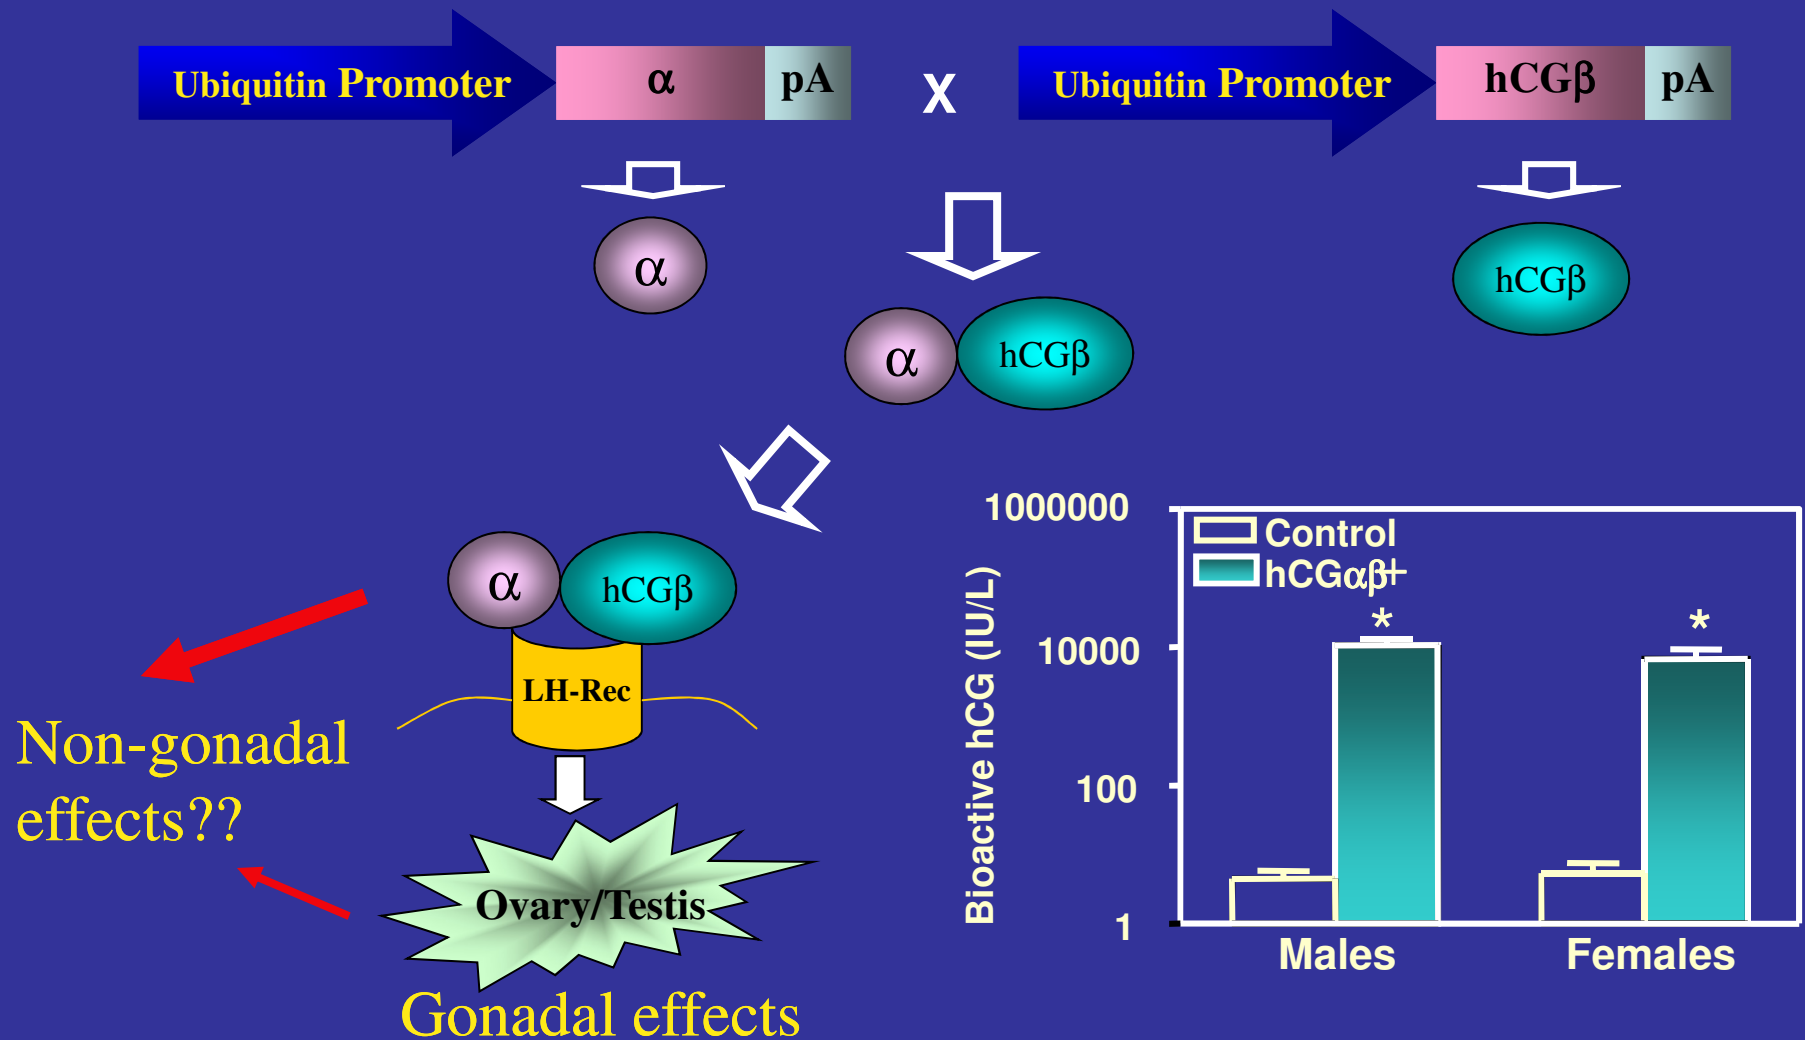 Ubiquitin Promoter α pA X Ubiquitin Promoter hCGβ pA
α
hCGβ
α hCGβ
α hCGβ
LH-Rec
Non-gonadal
effects??
Ovary/Testis
Gonadal effects
Bioactive hCG (IU/L)
1000000
10000
100
1
Control
hCGαβ+
* *
Males Females